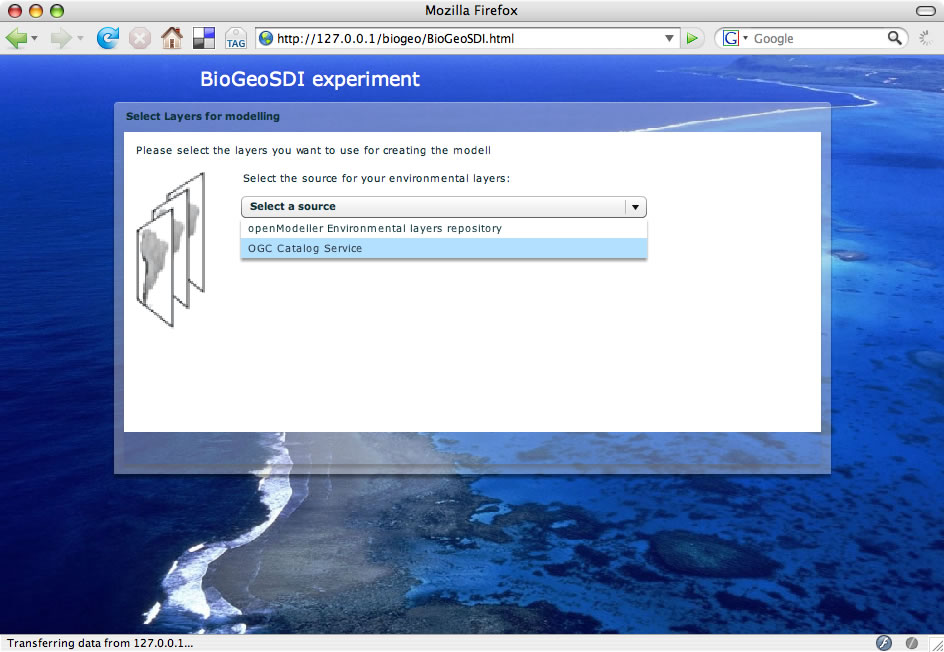 Mozilla Firefox
TAG
http://127.0.0.1/biogeo/BioGeoSDI.html
G
Google
BioGeoSDI experiment
Select Layers for modelling
Please select the layers you want to use for creating the modell
Select the source for your environmental layers:
Select a source
openModeller Environmental layers repository
OGC Catalog Service
Transferring data from 127.0.0.1...